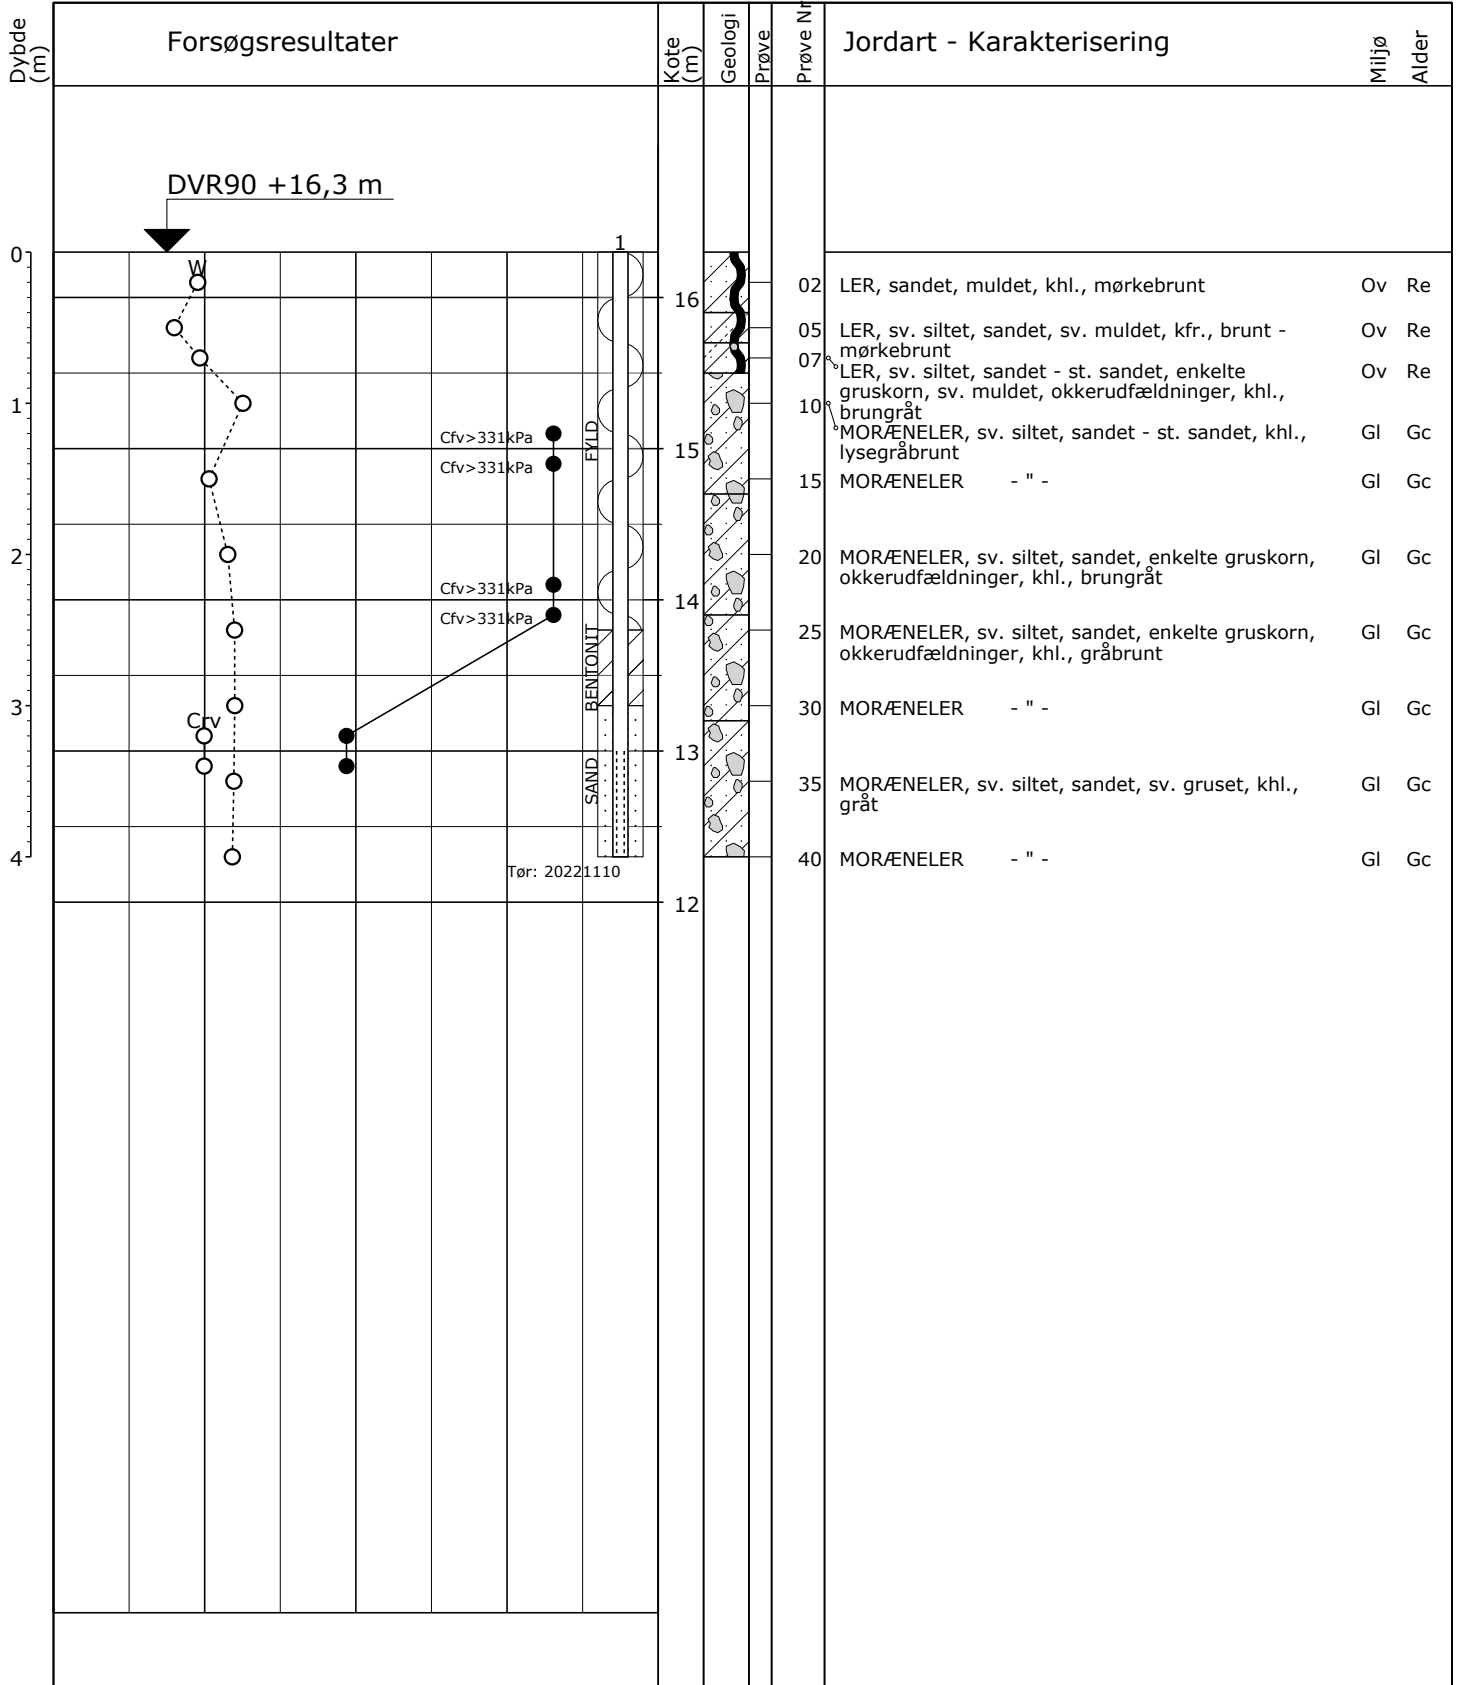 Dybde
(m)
Forsøgsresultater
Kote
(m)
Geologi
Prøve
Prøve Nr
Jordart - Karakterisering
Miljø
Alder
DVR90 +16,3 m
0
1
W
02 LER, sandet, muldet, khl., mørkebrunt Ov Re
16
05 LER, sv. siltet, sandet, sv. muldet, kfr., brunt - Ov Re
mørkebrunt
07 LER, sv. siltet, sandet - st. sandet, enkelte Ov Re
gruskorn, sv. muldet, okkerudfældninger, khl.,
brungråt
1
10 MORÆNELER, sv. siltet, sandet - st. sandet, khl., Gl Gc
lysegråbrunt
Cfv>331kPa
FYLD
15
Cfv>331kPa
15 MORÆNELER - " - Gl Gc
2
20 MORÆNELER, sv. siltet, sandet, enkelte gruskorn, Gl Gc
okkerudfældninger, khl., brungråt
Cfv>331kPa
14
Cfv>331kPa
25 MORÆNELER, sv. siltet, sandet, enkelte gruskorn, Gl Gc
okkerudfældninger, khl., gråbrunt
BENTONIT
3
30 MORÆNELER - " - Gl Gc
Crv
13
SAND
35 MORÆNELER, sv. siltet, sandet, sv. gruset, khl., Gl Gc
gråt
4
40 MORÆNELER - " - Gl Gc
Tør: 20221110
12